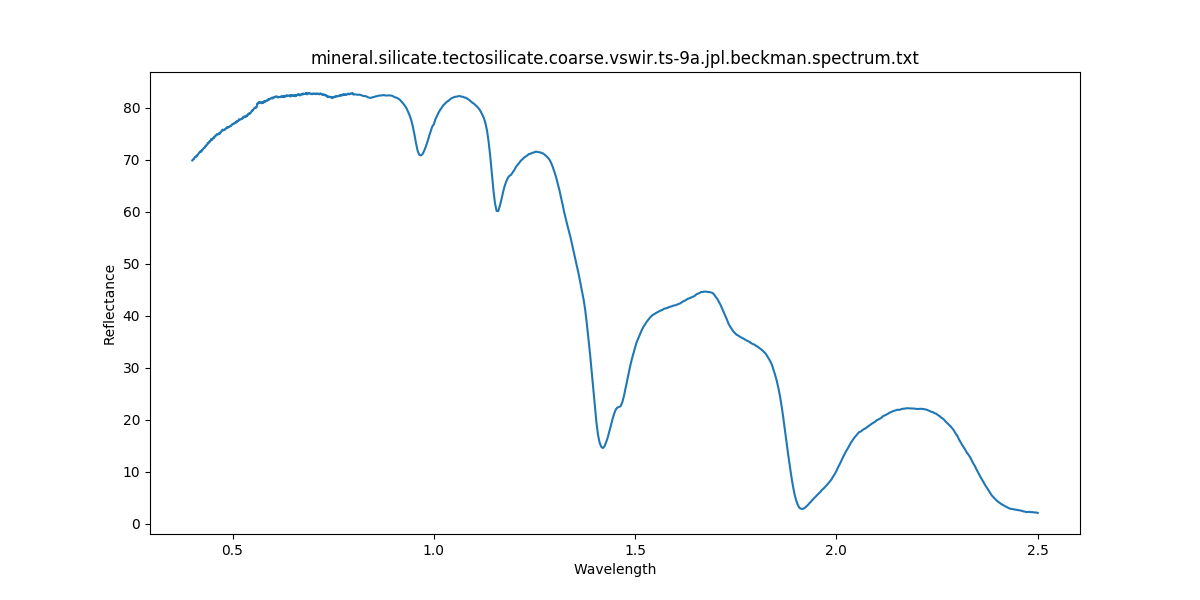 mineral.silicate.tectosilicate.coarse.vswir.ts-9a.jpl.beckman.spectrum.txt
80
70
60
50
40
30
20
10
0
Reflectance
0.5 1.0 1.5 2.0 2.5
Wavelength